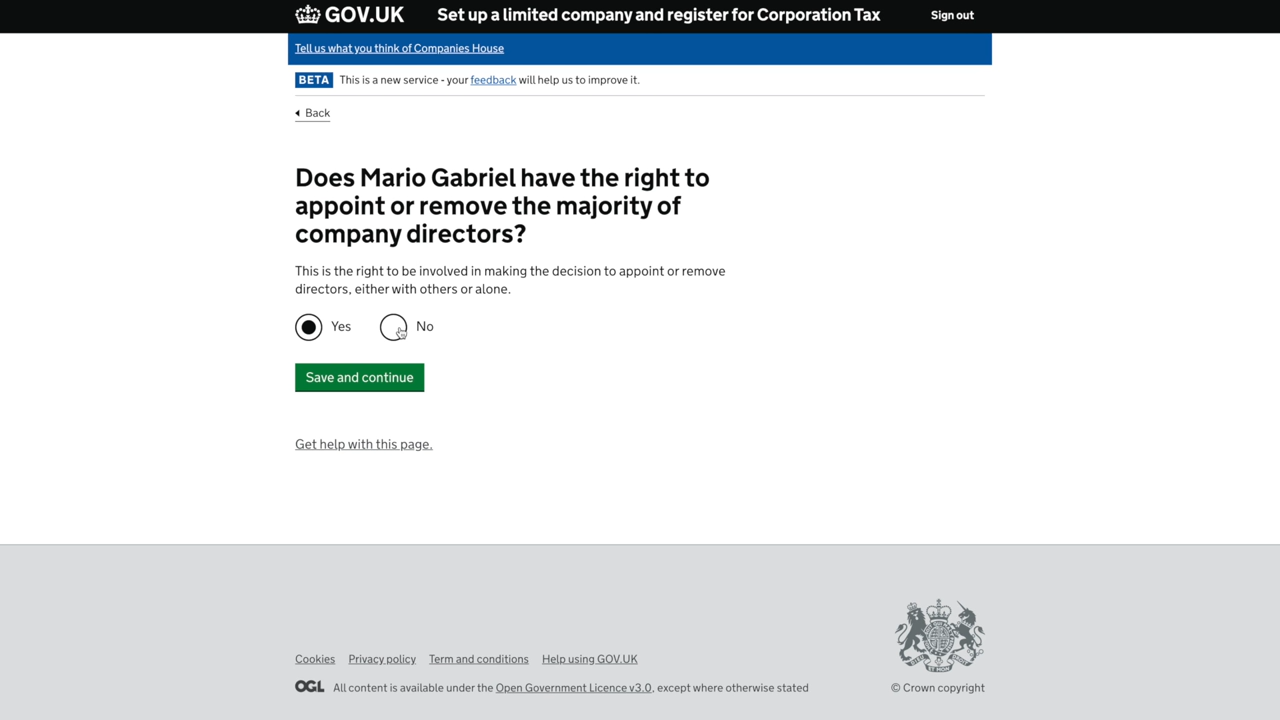 GOV.UK Set up a limited company and register for Corporation Tax Sign out
Tell us what you think of Companies House
BETA This is a new service - your feedback will help us to improve it.
Back
Does Mario Gabriel have the right to
appoint or remove the majority of
company directors?
This is the right to be involved in making the decision to appoint or remove
directors, either with others or alone.
Yes No
Save and continue
Get help with this page.
Cookies Privacy policy Term and conditions Help using GOV.UK
OGL All content is available under the Open Government Licence v3.0, except where otherwise stated
© Crown copyright